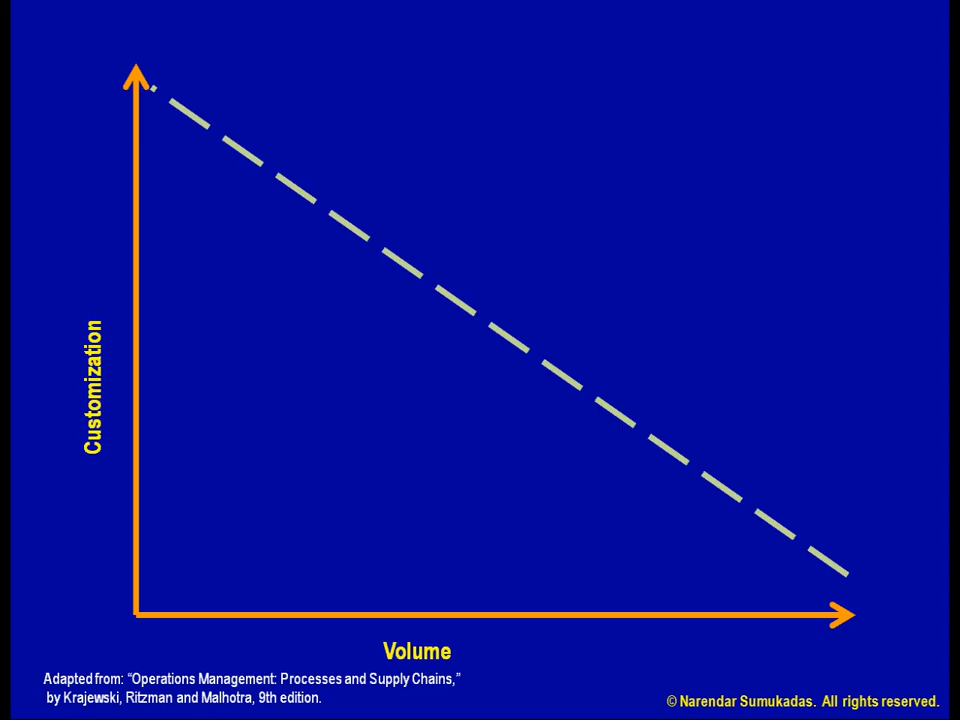 Customization
Volume
Adapted from: “Operations Management: Processes and Supply Chains,”
by Krajewski, Ritzman and Malhotra, 9th edition.
© Narendar Sumukadas. All rights reserved.